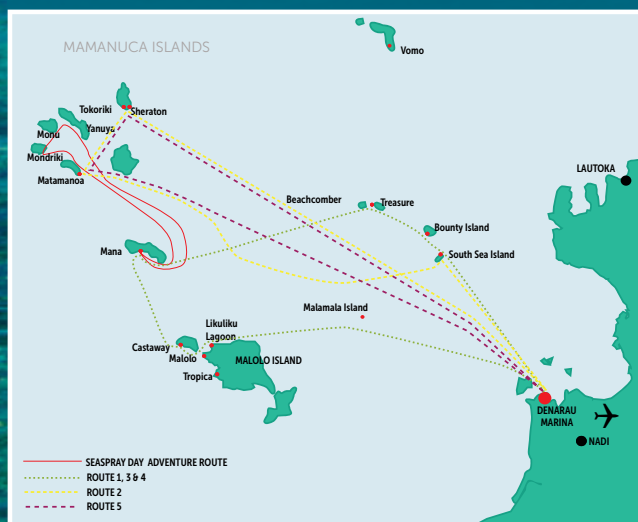 MAMANUCA ISLANDS
Vomo
Tokoriki
Sheraton
Yanuya
Monu
Mondriki
Matamanoa
LAUTOKA
Beachcomber
Treasure
Bounty Island
South Sea Island
Mana
Malamala Island
Likuliku
Lagoon
Castaway
Malolo
MALOLO ISLAND
Tropica
DENARAU
MARINA
NADI
SEASPRAY DAY ADVENTURE ROUTE
ROUTE 1, 3 & 4
ROUTE 2
ROUTE 5